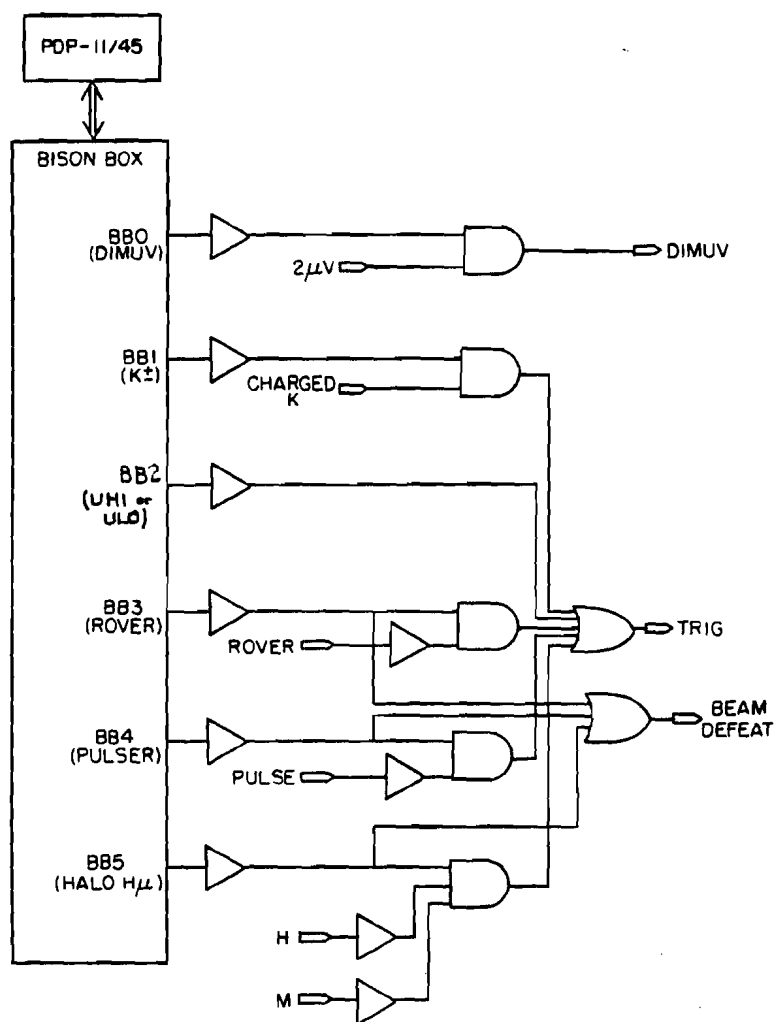 PDP-11/45
BISON BOX
BB0
(DIMUV)
2μV
DIMUV
BB1
(K±)
CHARGED
K
BB2
(UHI or
ULO)
BB3
(ROVER)
ROVER
TRIG
BEAM
DEFEAT
BB4
(PULSER)
PULSE
BB5
(HALO Hμ)
H
M